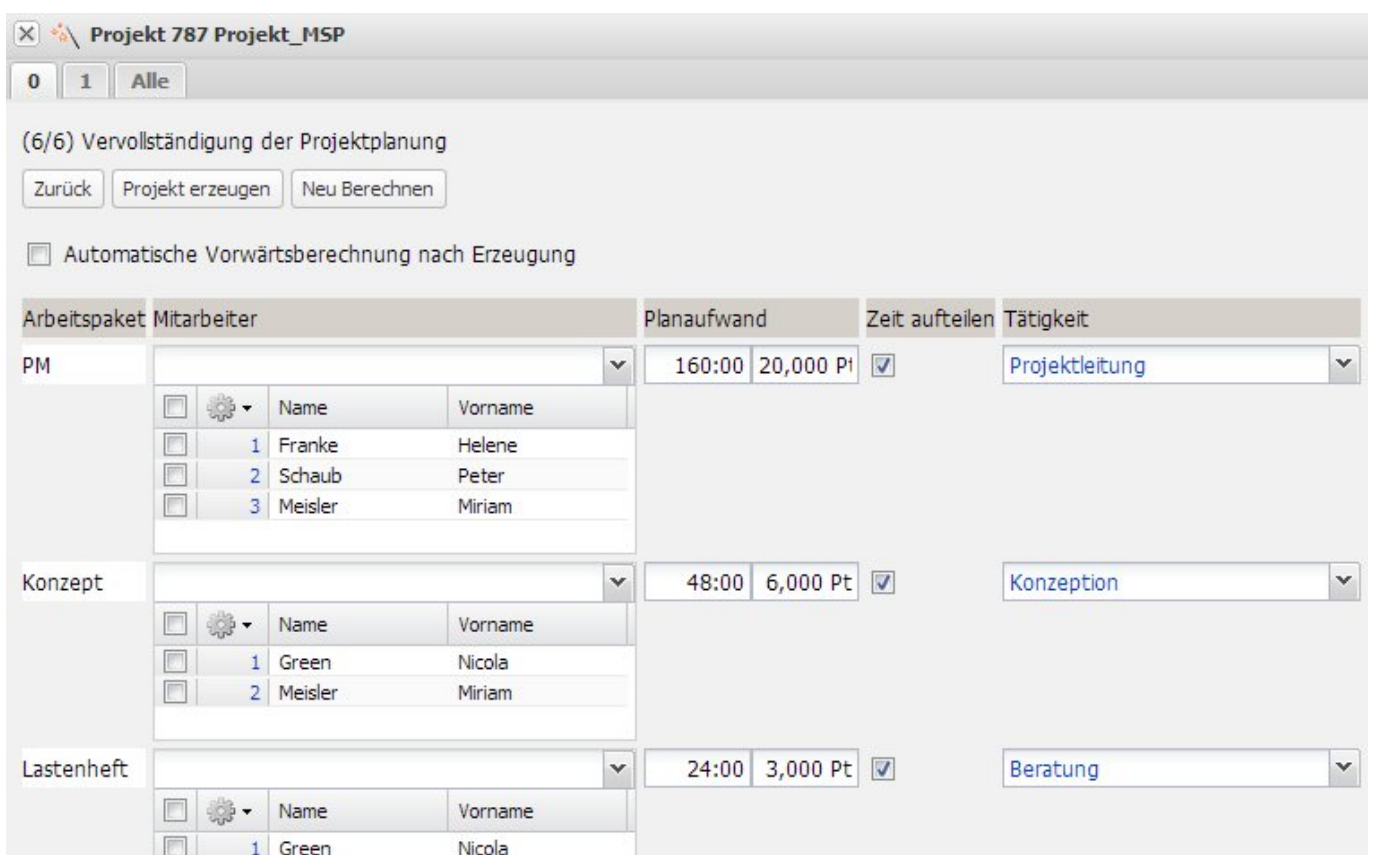 Projekt 787 Projekt_MSP
0 1 Alle
(6/6) Vervollständigung der Projektplanung
Zurück Projekt erzeugen Neu Berechnen
Automatische Vorwärtsberechnung nach Erzeugung
Arbeitspaket Mitarbeiter Planaufwand Zeit aufteilen Tätigkeit
PM 160:00 20,000 Pt Projektleitung
Name Vorname
1 Franke Helene
2 Schaub Peter
3 Meisler Miriam
Konzept 48:00 6,000 Pt Konzeption
Name Vorname
1 Green Nicola
2 Meisler Miriam
Lastenheft 24:00 3,000 Pt Beratung
Name Vorname
1 Green Nicola